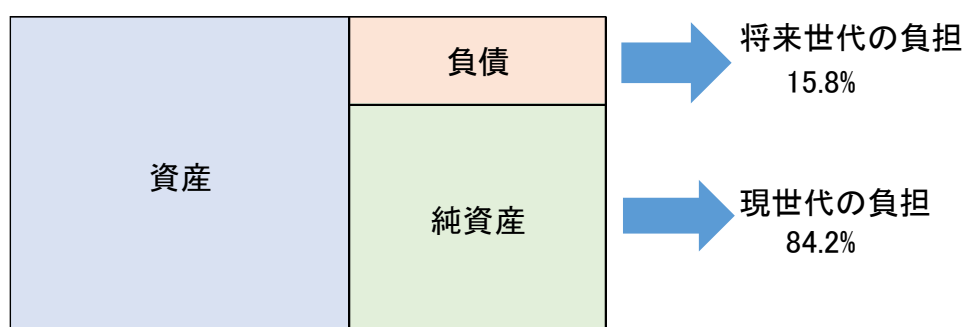 負債
将来世代の負担
15.8%
資産
純資産
現世代の負担
84.2%